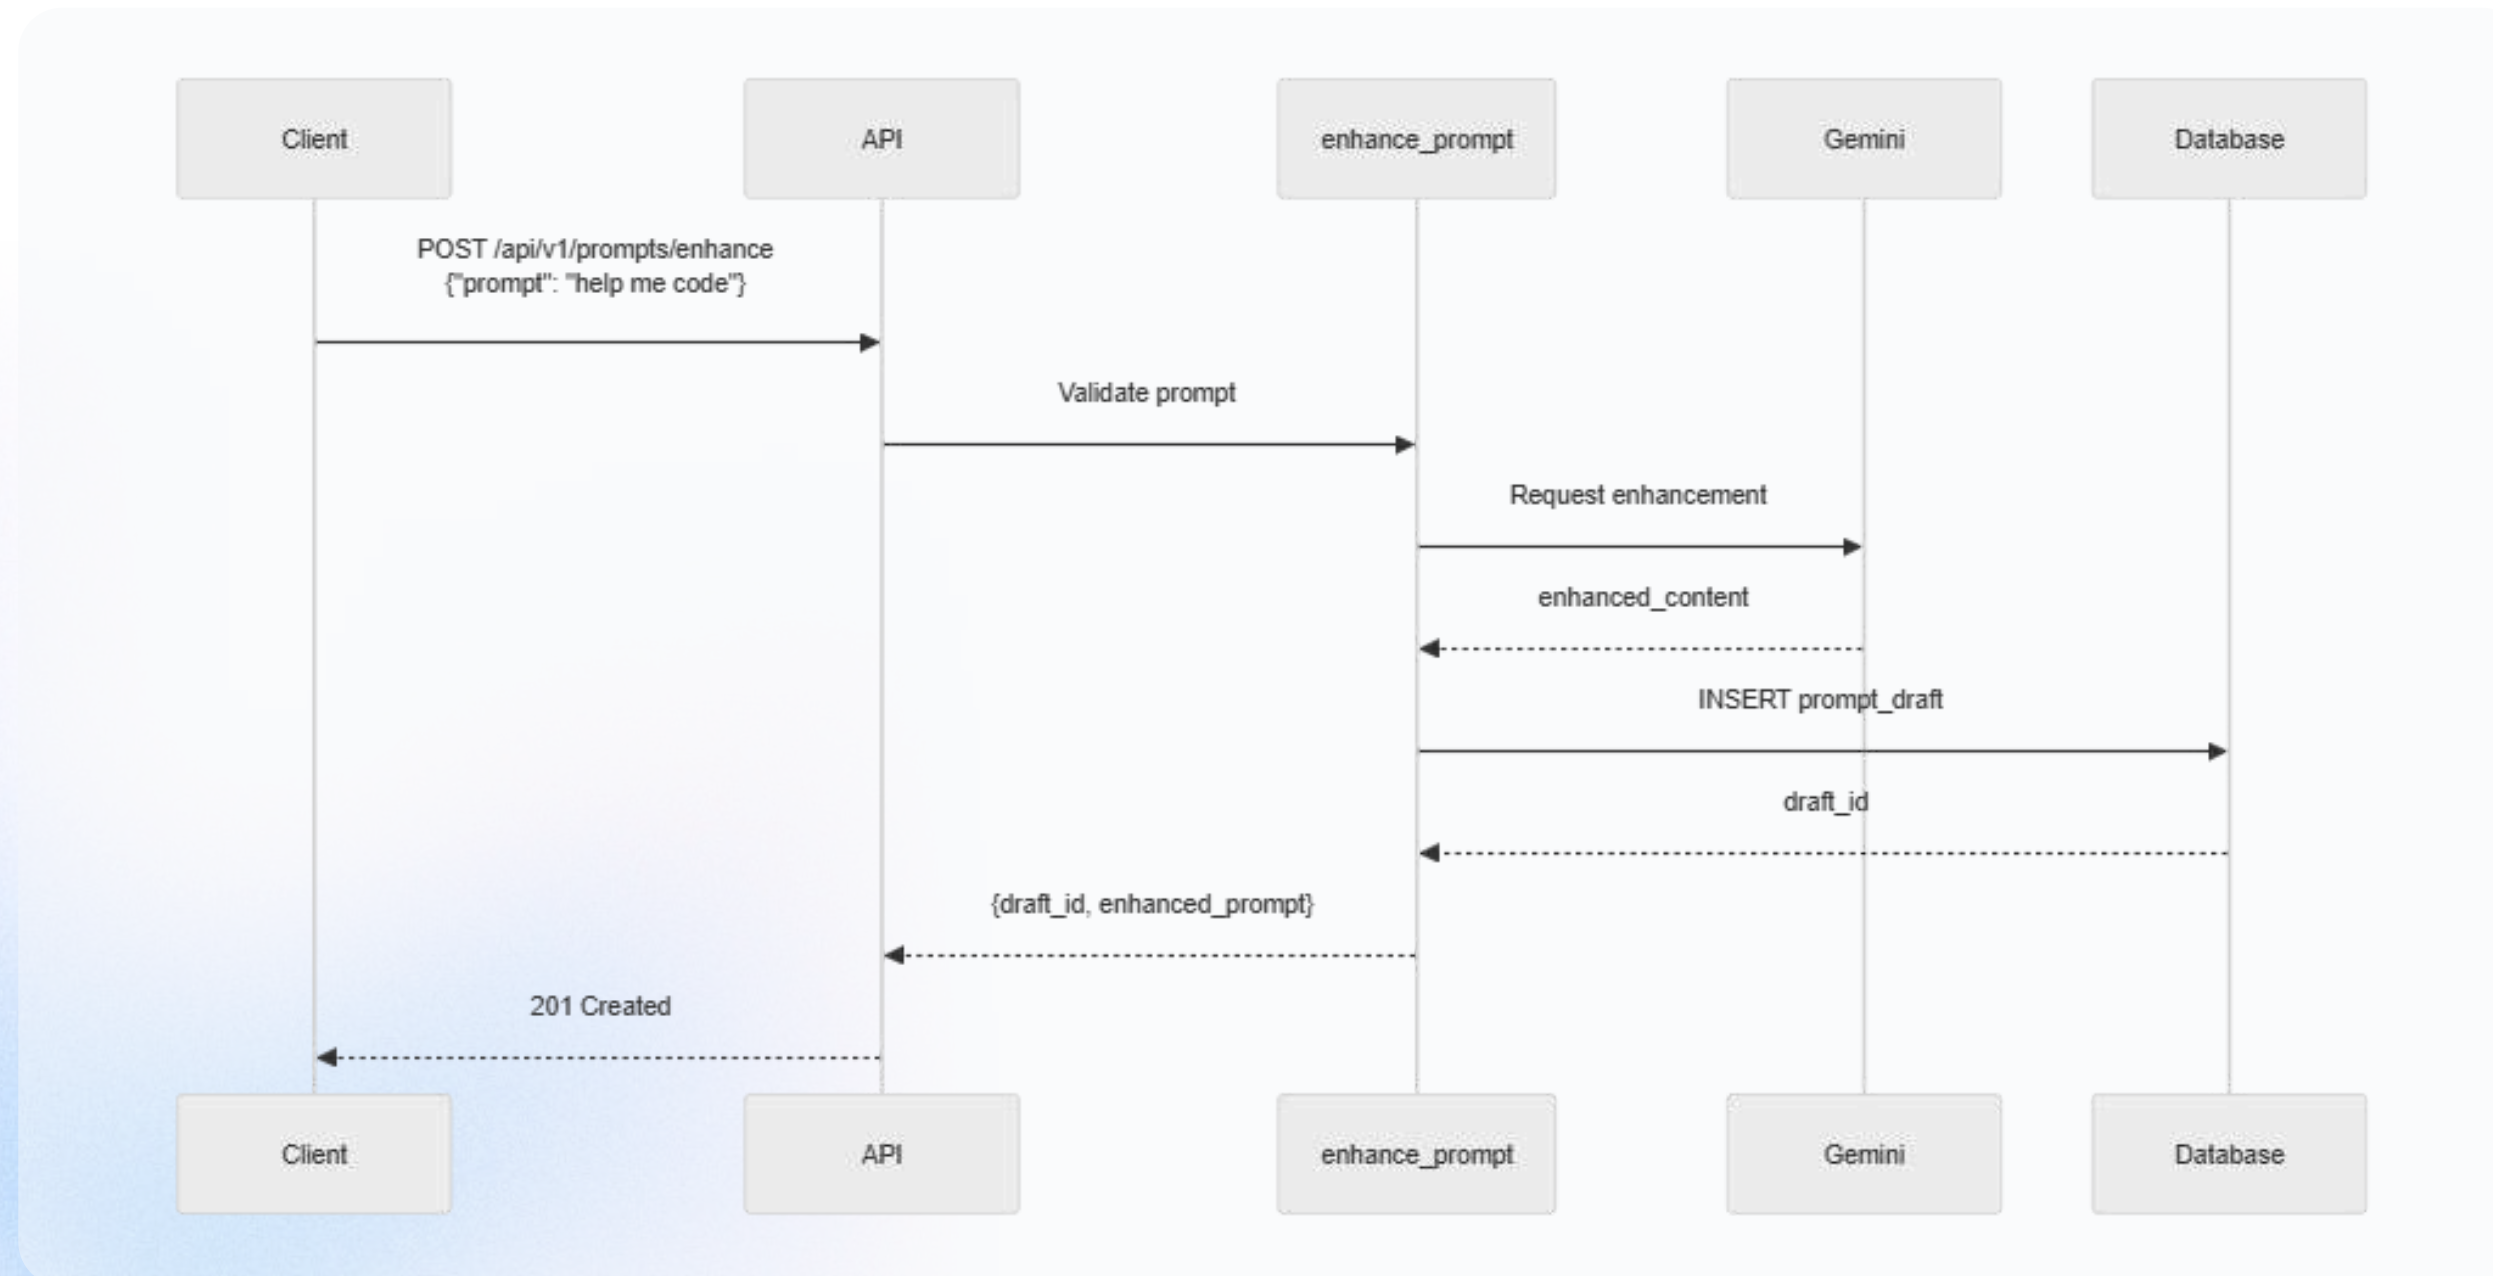 Client
API
enhance_prompt
Gemini
Database
POST /api/v1/prompts/enhance
{"prompt": "help me code"}
Validate prompt
Request enhancement
enhanced_content
INSERT prompt_draft
draft_id
{draft_id, enhanced_prompt}
201 Created
Client
API
enhance_prompt
Gemini
Database